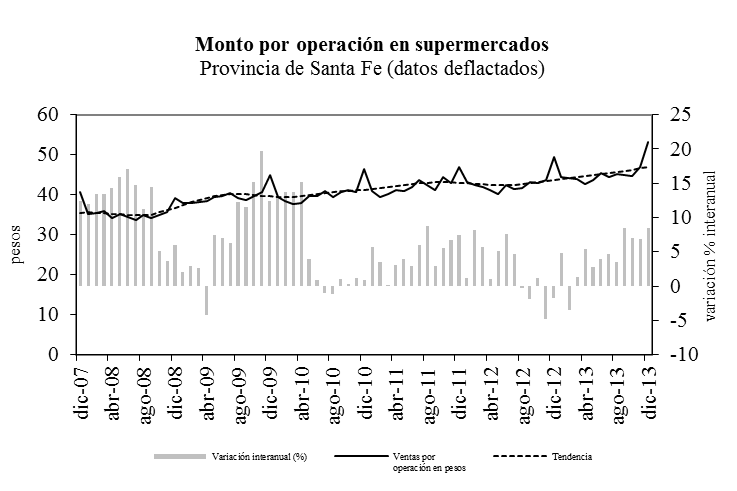 Monto por operación en supermercados
Provincia de Santa Fe (datos deflactados)
60
50
40
30
20
10
0
pesos
25
20
15
10
5
0
-5
-10
variación % interanual
dic-07
abr-08
ago-08
dic-08
abr-09
ago-09
dic-09
abr-10
ago-10
dic-10
abr-11
ago-11
dic-11
abr-12
ago-12
dic-12
abr-13
ago-13
dic-13
Variación interanual (%)
Ventas por
operación en pesos
Tendencia